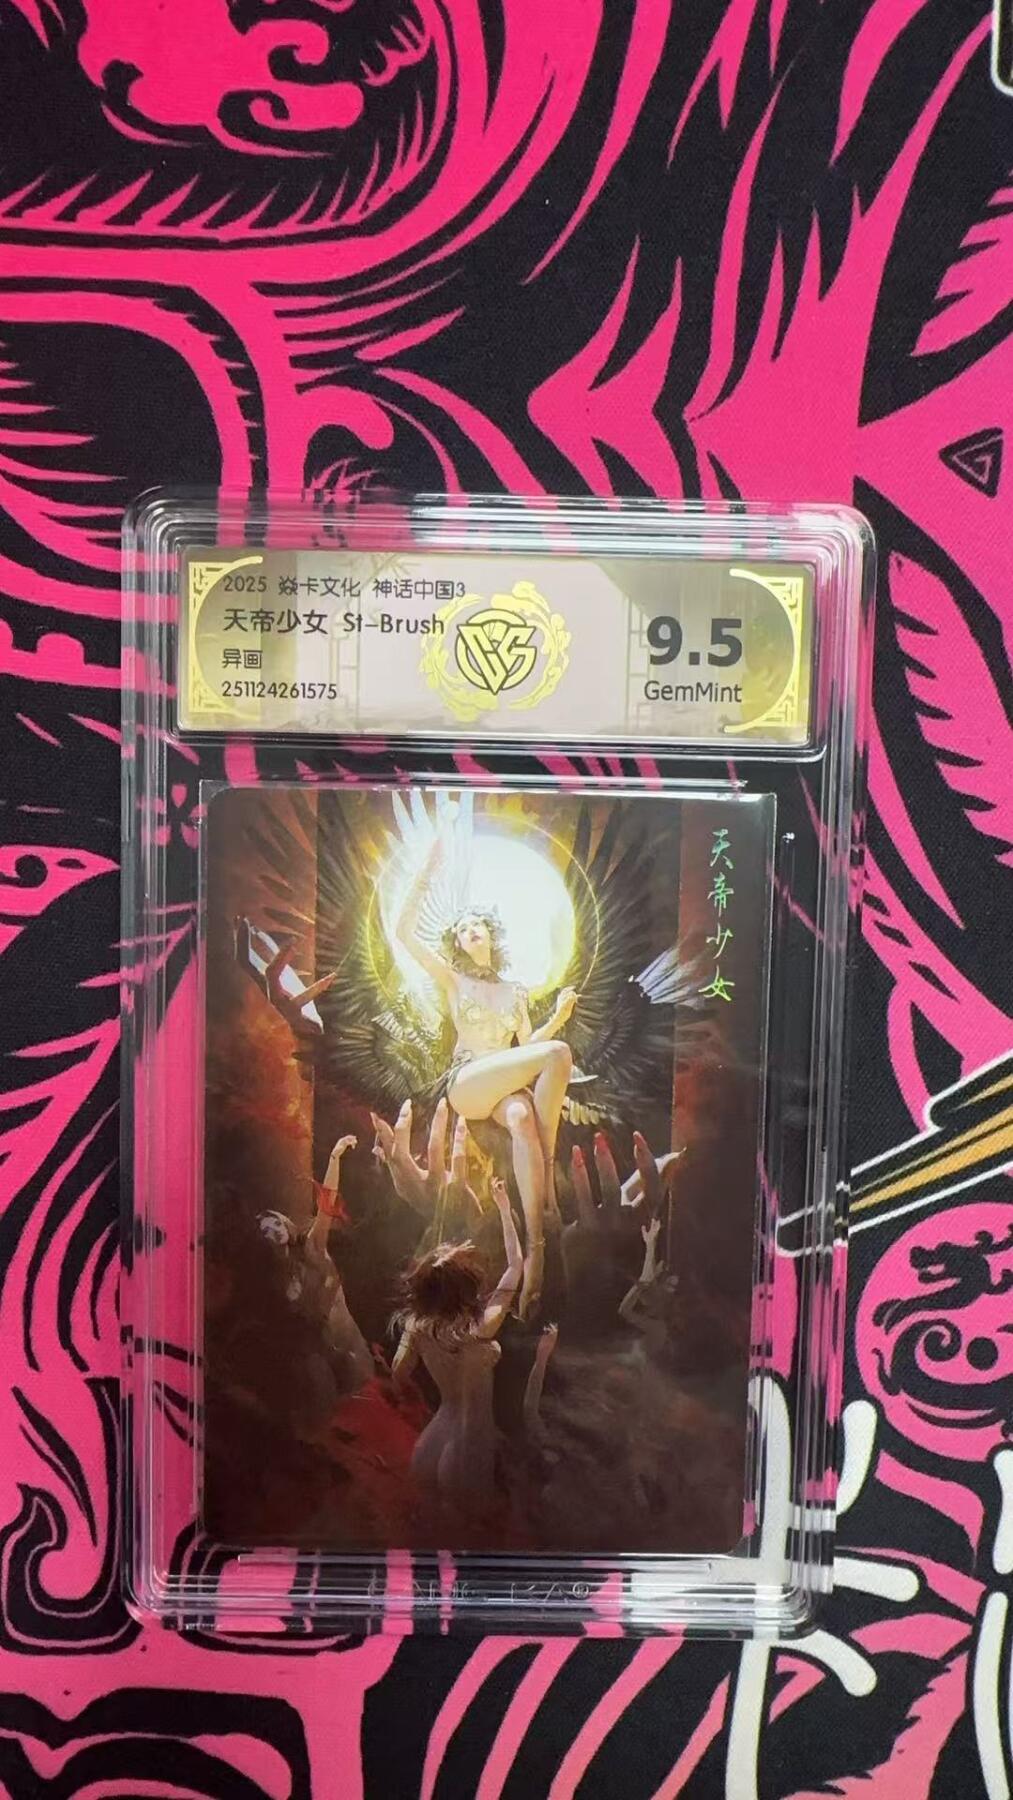 2025 焱卡文化 神话中国3
天帝少女 St-Brush
异画
251124261575
9.5
GemMint
天帝少女